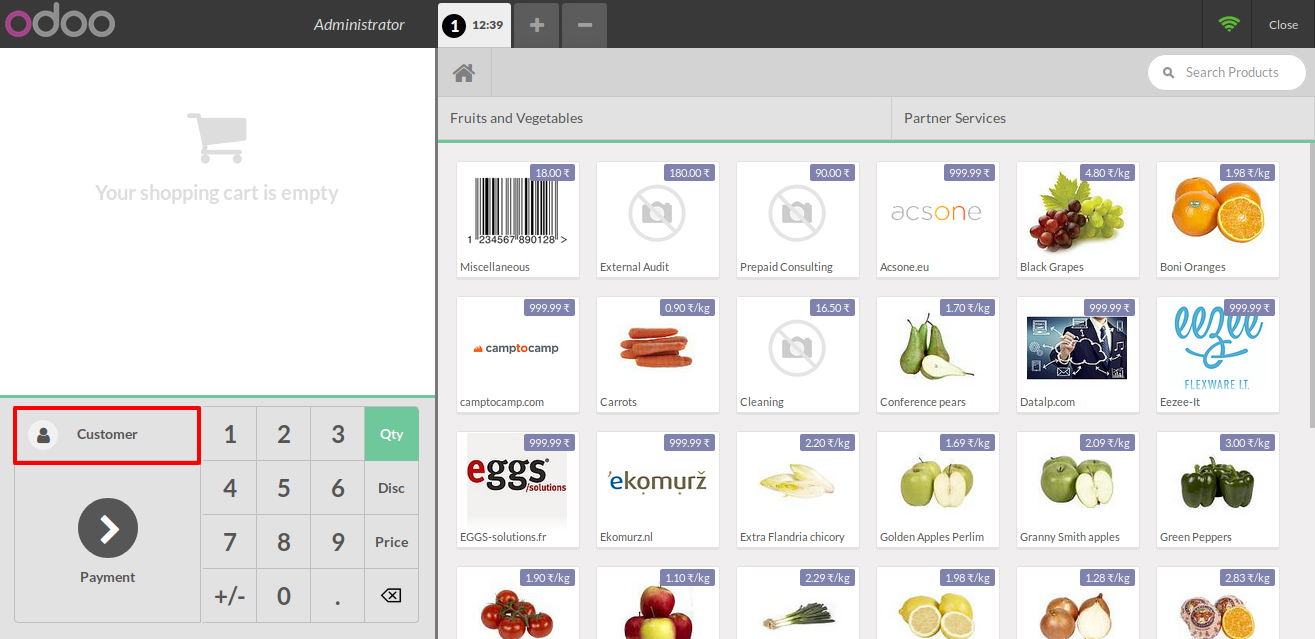 odoo
Administrator
1 12:39
Close
Search Products
Fruits and Vegetables
Partner Services
Your shopping cart is empty
18.00 ₹
1 234567 890128 >
Miscellaneous
180.00 ₹
External Audit
90.00 ₹
Prepaid Consulting
999.99 ₹
acsone
Acsone.eu
4.80 ₹/kg
Black Grapes
1.98 ₹/kg
Boni Oranges
999.99 ₹
camptocamp
camptocamp.com
0.90 ₹/kg
Carrots
16.50 ₹
Cleaning
1.70 ₹/kg
Conference pears
999.99 ₹
Datalp.com
999.99 ₹
eezee
FLEXWARE I.T.
Eezee-It
999.99 ₹
eggs
/solutions
EGGS-solutions.fr
999.99 ₹
'ekomurž
Ekomurz.nl
2.20 ₹/kg
Extra Flandria chicory
1.69 ₹/kg
Golden Apples Perlim
2.09 ₹/kg
Granny Smith apples
3.00 ₹/kg
Green Peppers
1.90 ₹/kg
1.10 ₹/kg
2.29 ₹/kg
1.98 ₹/kg
1.28 ₹/kg
2.83 ₹/kg
Customer
Payment
1 2 3 Qty
4 5 6 Disc
7 8 9 Price
+/- 0 .